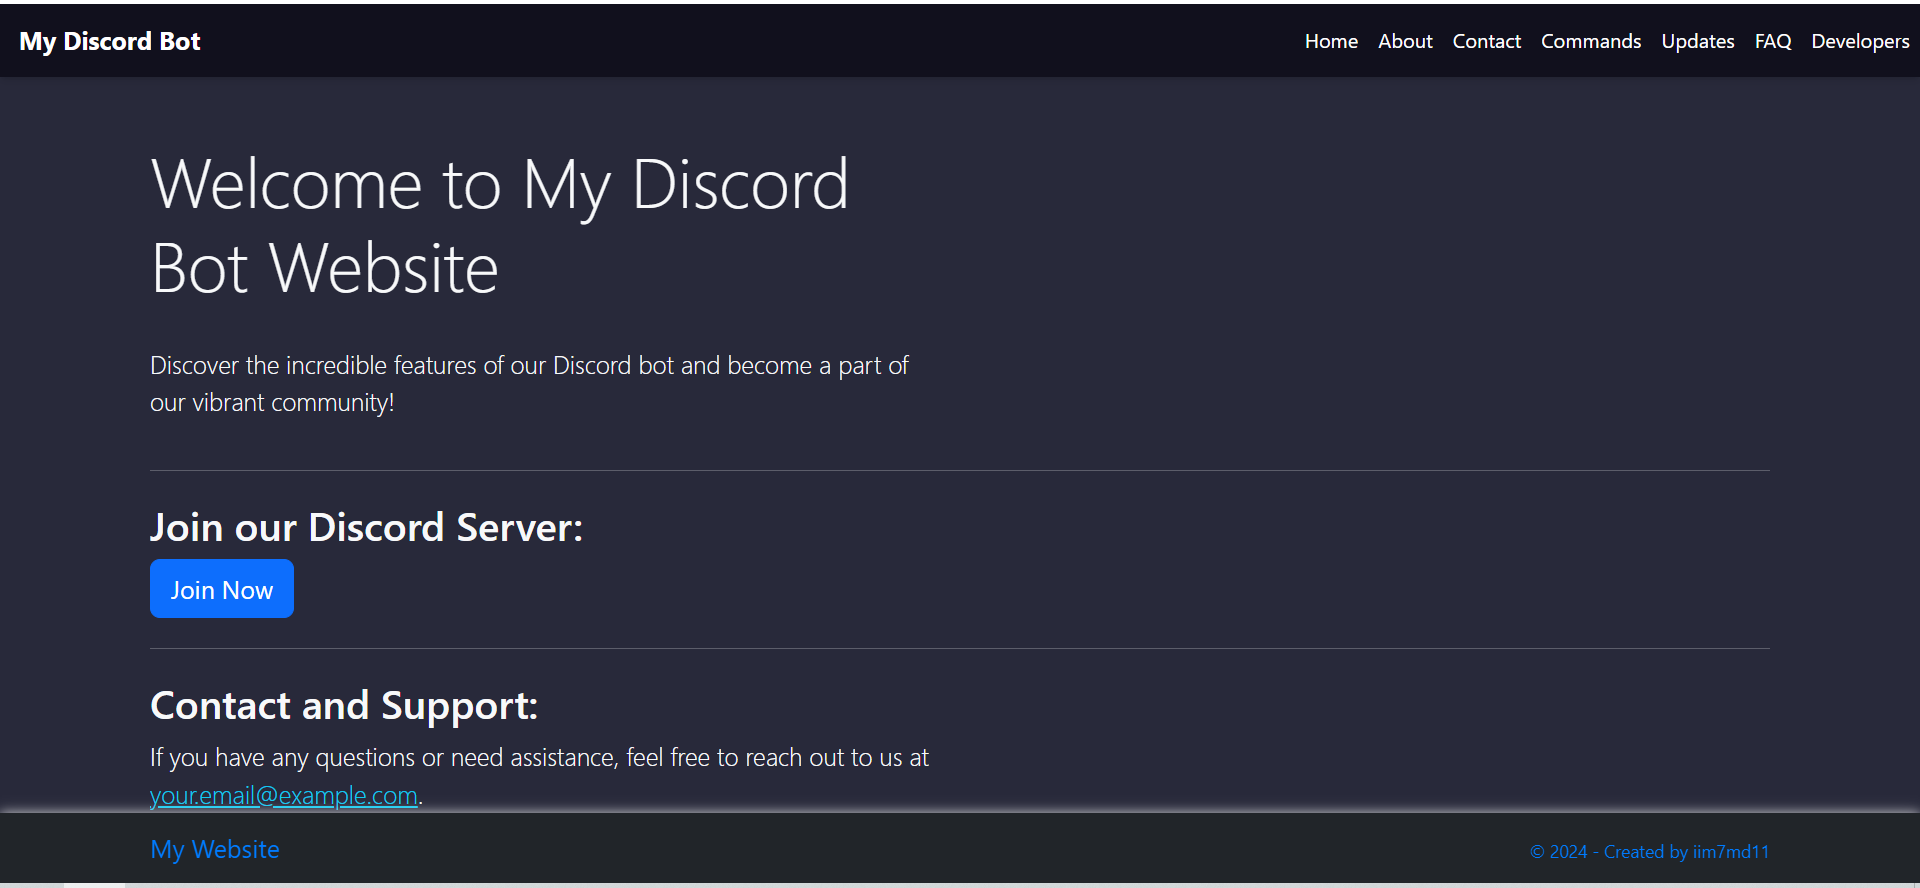 My Discord Bot
Home About Contact Commands Updates FAQ Developers
Welcome to My Discord
Bot Website
Discover the incredible features of our Discord bot and become a part of
our vibrant community!
Join our Discord Server:
Join Now
Contact and Support:
If you have any questions or need assistance, feel free to reach out to us at
your.email@example.com.
My Website
© 2024 - Created by iim7md11